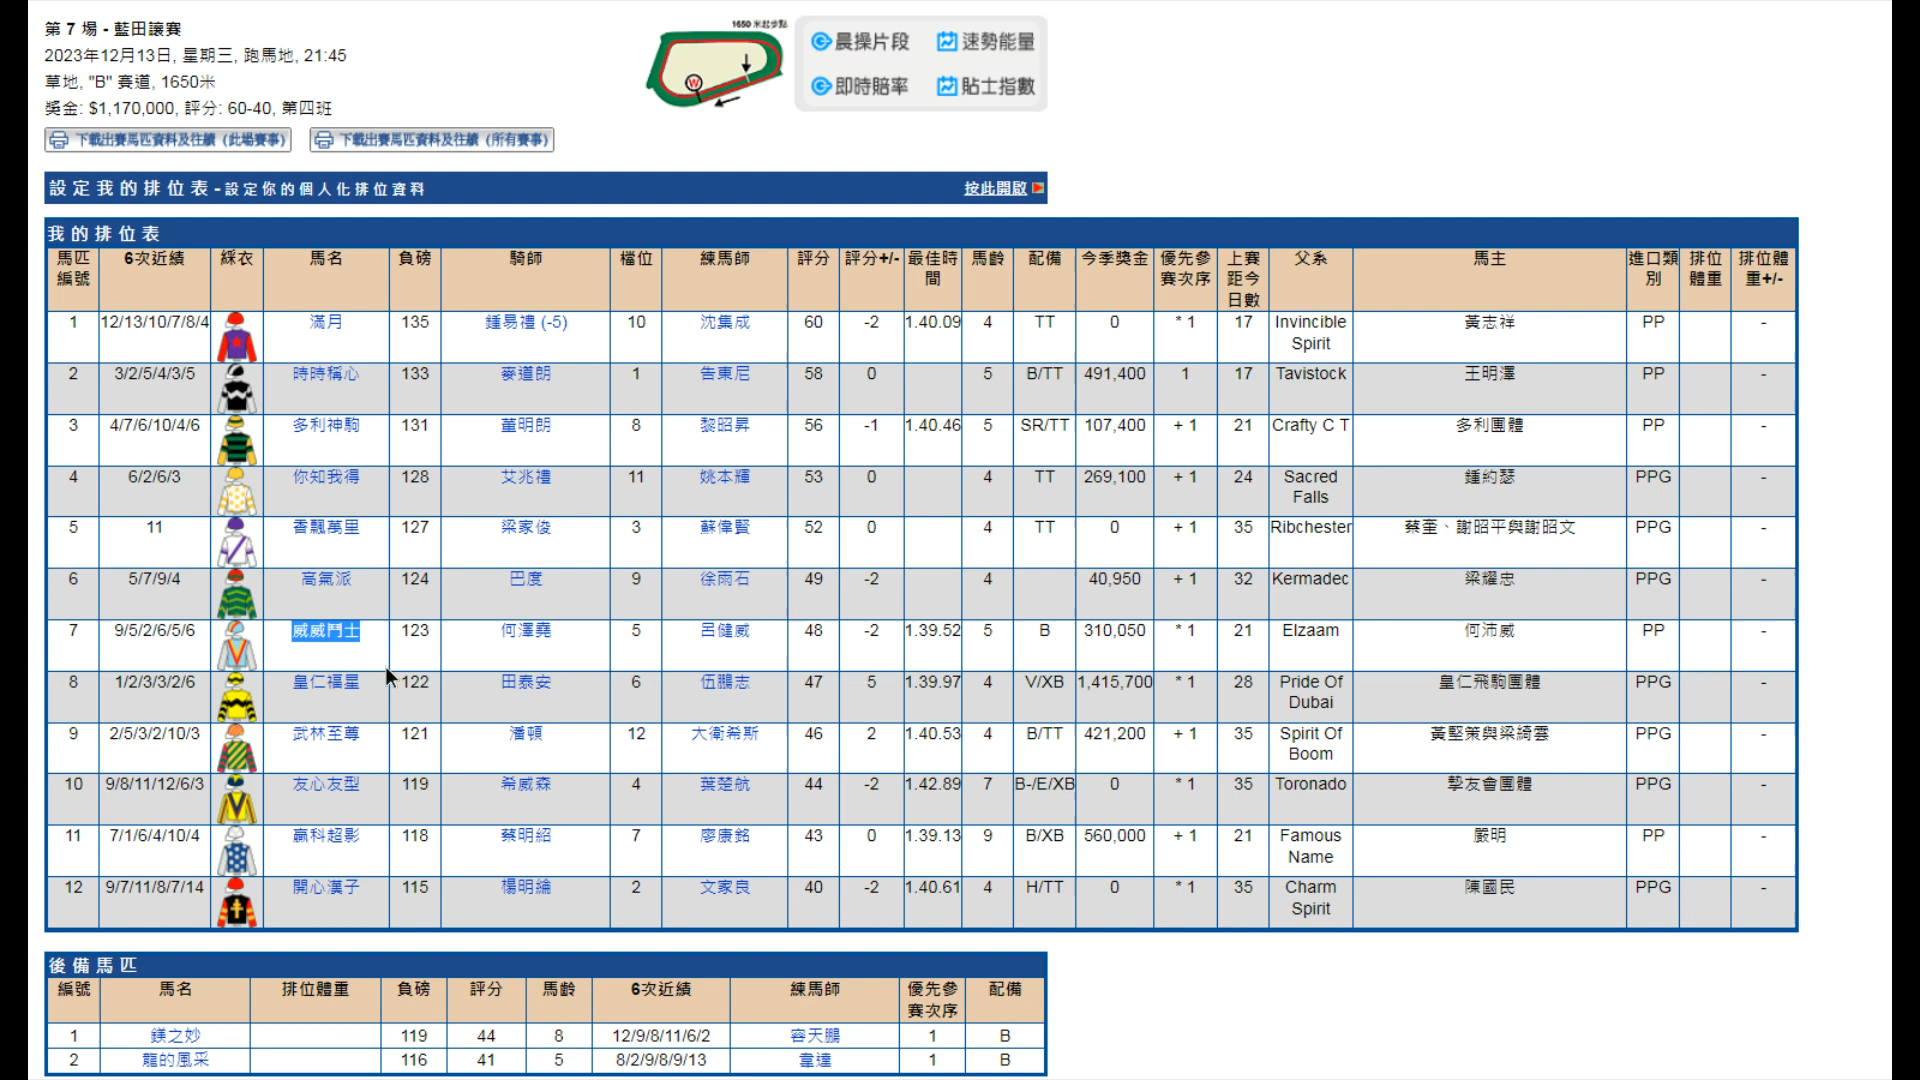 第 7 場 - 藍田讓賽
2023年12月13日, 星期三, 跑馬地, 21:45
草地, "B" 賽道, 1650米
獎金: $1,170,000, 評分: 60-40, 第四班
下載出賽馬匹資料及往績 (此場賽事) 下載出賽馬匹資料及往績 (所有賽事)
1650 米起步點
W
晨操片段 速勢能量
即時賠率 貼士指數
設定我的排位表-設定你的個人化排位資料 按此開啟
我的排位表
馬匹編號 6次近績 綵衣 馬名 負磅 騎師 檔位 練馬師 評分 評分+/- 最佳時間 馬齡 配備 今季獎金 優先參賽次序 上賽距今日數 父系 馬主 進口類別 排位體重 排位體重+/-
1 12/13/10/7/8/4 滿月 135 鍾易禮 (-5) 10 沈集成 60 -2 1.40.09 4 TT 0 * 1 17 Invincible Spirit 黃志祥 PP -
2 3/2/5/4/3/5 時時稱心 133 麥道朗 1 告東尼 58 0 5 B/TT 491,400 1 17 Tavistock 王明澤 PP -
3 4/7/6/10/4/6 多利神駒 131 董明朗 8 黎昭昇 56 -1 1.40.46 5 SR/TT 107,400 + 1 21 Crafty C T 多利團體 PP -
4 6/2/6/3 你知我得 128 艾兆禮 11 姚本輝 53 0 4 TT 269,100 + 1 24 Sacred Falls 鍾約瑟 PPG -
5 11 香飄萬里 127 梁家俊 3 蘇偉賢 52 0 4 TT 0 + 1 35 Ribchester 蔡荃、謝昭平與謝昭文 PPG -
6 5/7/9/4 高氣派 124 巴度 9 徐雨石 49 -2 4 40,950 + 1 32 Kermadec 梁耀忠 PPG -
7 9/5/2/6/5/6 威威鬥士 123 何澤堯 5 呂健威 48 -2 1.39.52 5 B 310,050 * 1 21 Elzaam 何沛威 PP -
8 1/2/3/3/2/6 皇仁福星 122 田泰安 6 伍鵬志 47 5 1.39.97 4 V/XB 1,415,700 * 1 28 Pride Of Dubai 皇仁飛駒團體 PPG -
9 2/5/3/2/10/3 武林至尊 121 潘頓 12 大衛希斯 46 2 1.40.53 4 B/TT 421,200 + 1 35 Spirit Of Boom 黃堅策與梁綺雲 PPG -
10 9/8/11/12/6/3 友心友型 119 希威森 4 葉楚航 44 -2 1.42.89 7 B-/E/XB 0 * 1 35 Toronado 摯友會團體 PPG -
11 7/1/6/4/10/4 贏科超影 118 蔡明紹 7 廖康銘 43 0 1.39.13 9 B/XB 560,000 + 1 21 Famous Name 嚴明 PP -
12 9/7/11/8/7/14 開心漢子 115 楊明綸 2 文家良 40 -2 1.40.61 4 H/TT 0 * 1 35 Charm Spirit 陳國民 PPG -
後備馬匹
編號 馬名 排位體重 負磅 評分 馬齡 6次近績 練馬師 優先參賽次序 配備
1 鎂之妙 119 44 8 12/9/8/11/6/2 容天鵬 1 B
2 龍的風采 116 41 5 8/2/9/8/9/13 韋達 1 B